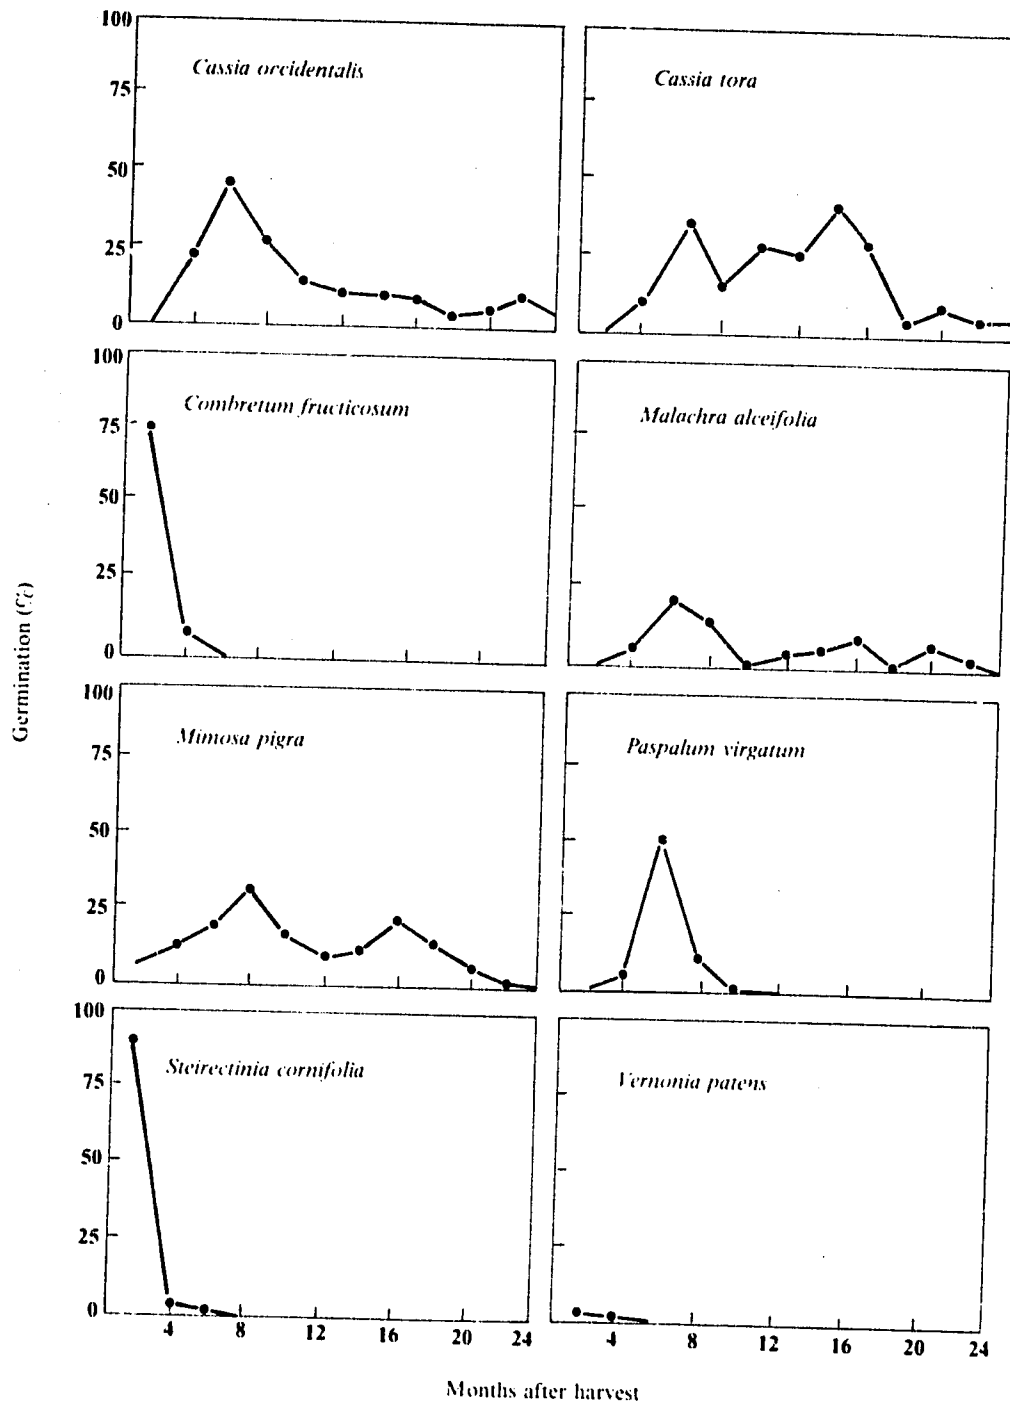 100
Cassia occidentalis
75
50
25
0
Cassia tora
100
Combretum fructicosum
75
50
25
0
Malachra alceifolia
Germination (%)
100
Mimosa pigra
75
50
25
0
Paspalum virgatum
100
Steirectinia cornifolia
75
50
25
0
4 8 12 16 20 24
Vernonia patens
4 8 12 16 20 24
Months after harvest